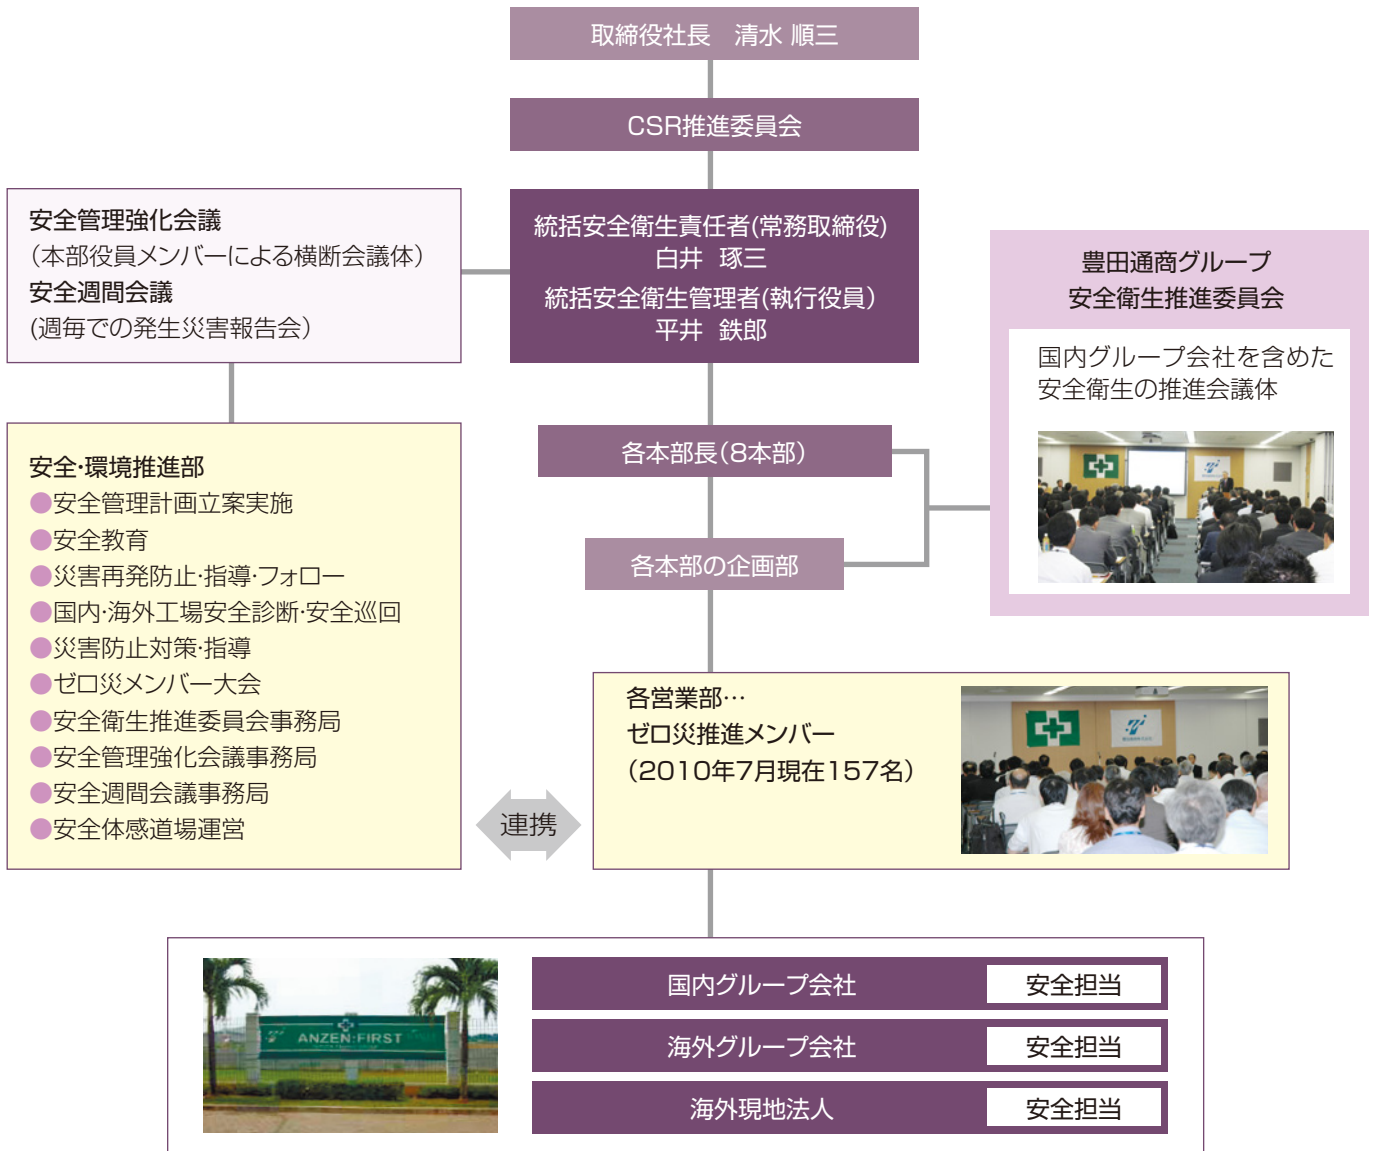 取締役社長　清水 順三
CSR推進委員会
安全管理強化会議
（本部役員メンバーによる横断会議体）
安全週間会議
(週毎での発生災害報告会）
統括安全衛生責任者(常務取締役)
白井 琢三
統括安全衛生管理者(執行役員）
平井 鉄郎
豊田通商グループ
安全衛生推進委員会
国内グループ会社を含めた
安全衛生の推進会議体
各本部長（8本部）
各本部の企画部
安全・環境推進部
●安全管理計画立案実施
●安全教育
●災害再発防止・指導・フォロー
●国内・海外工場安全診断・安全巡回
●災害防止対策・指導
●ゼロ災メンバー大会
●安全衛生推進委員会事務局
●安全管理強化会議事務局
●安全週間会議事務局
●安全体感道場運営
連携
各営業部…
ゼロ災推進メンバー
（2010年7月現在157名）
ANZEN:FIRST
国内グループ会社 安全担当
海外グループ会社 安全担当
海外現地法人 安全担当